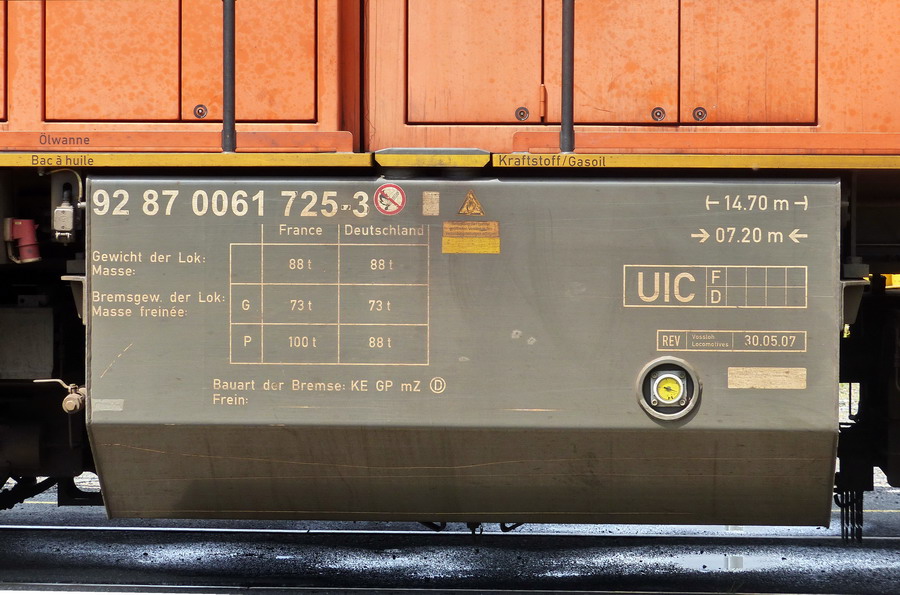 Ölwanne
Bac à huile
Kraftstoff/Gasoil
92 87 0061 725-3
14.70 m
07.20 m
France Deutschland
Gewicht der Lok:
Masse:
88 t 88 t
Bremsgew. der Lok:
Masse freinée:
G 73 t 73 t
P 100 t 88 t
Bauart der Bremse: KE GP mZ D
Frein:
UIC F
D
REV Vossloh Locomotives 30.05.07